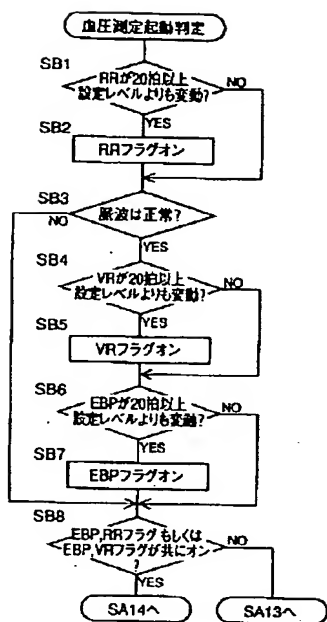 血圧測定起動判定
SB1
RRが20拍以上
設定レベルよりも変動?
NO
YES
SB2
RRフラグオン
SB3
NO
脈波は正常?
YES
SB4
VRが20拍以上
設定レベルよりも変動?
NO
YES
SB5
VRフラグオン
SB6
EBPが20拍以上
設定レベルよりも変動?
NO
YES
SB7
EBPフラグオン
SB8
EBP,RRフラグもしくは
EBP,VRフラグが共にオン
?
NO
YES
SA14へ
SA13へ